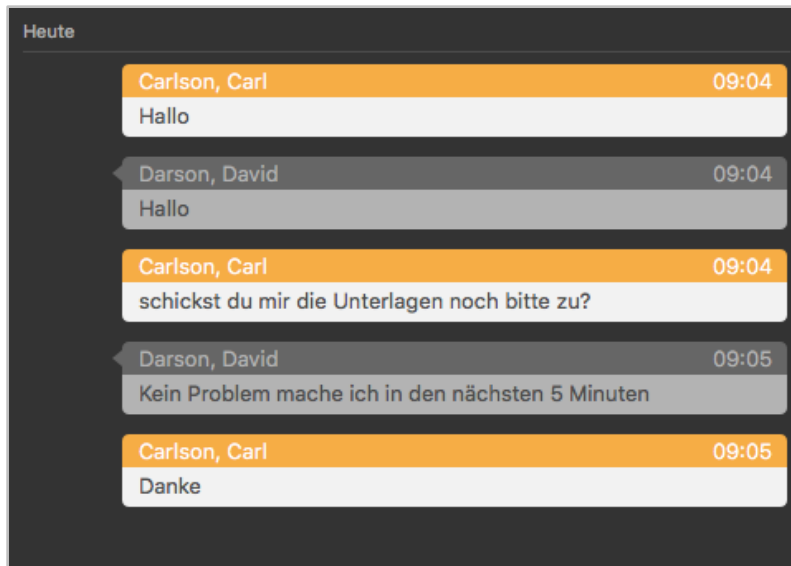 Heute
Carlson, Carl 09:04
Hallo
Darson, David 09:04
Hallo
Carlson, Carl 09:04
schickst du mir die Unterlagen noch bitte zu?
Darson, David 09:05
Kein Problem mache ich in den nächsten 5 Minuten
Carlson, Carl 09:05
Danke